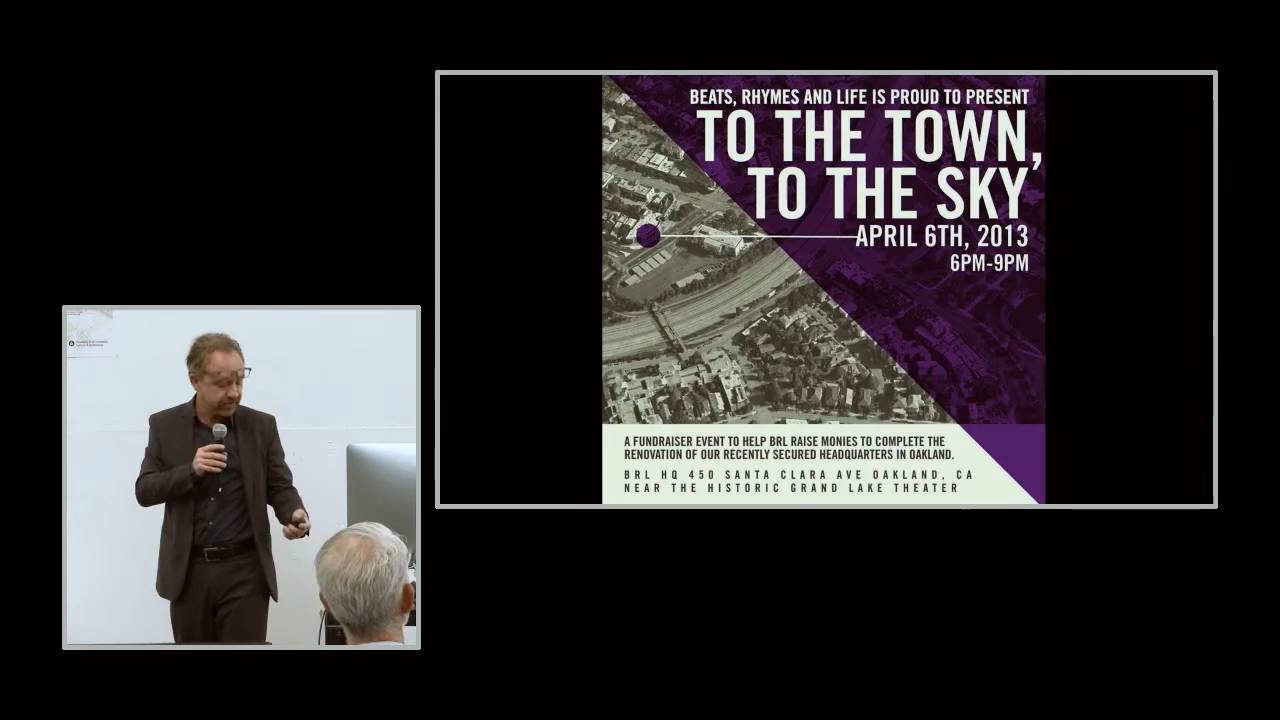 BEATS, RHYMES AND LIFE IS PROUD TO PRESENT
TO THE TOWN,
TO THE SKY
APRIL 6TH, 2013
6PM-9PM
A FUNDRAISER EVENT TO HELP BRL RAISE MONIES TO COMPLETE THE
RENOVATION OF OUR RECENTLY SECURED HEADQUARTERS IN OAKLAND.
BRL HQ 450 SANTA CLARA AVE OAKLAND, CA
NEAR THE HISTORIC GRAND LAKE THEATER